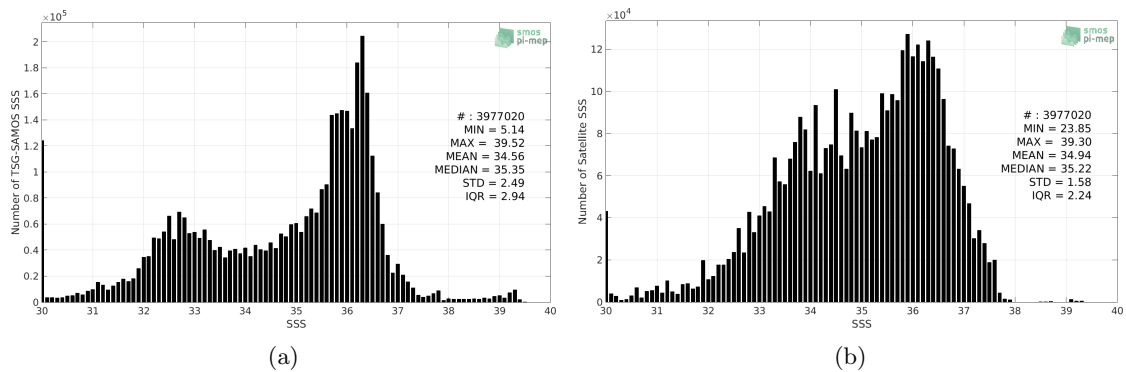 ×10⁵
2
1.8
1.6
1.4
1.2
1
0.8
0.6
0.4
0.2
0
30 31 32 33 34 35 36 37 38 39 40
SSS
Number of TSG-SAMOS SSS
smos
pi-mep
# : 3977020
MIN = 5.14
MAX = 39.52
MEAN = 34.56
MEDIAN = 35.35
STD = 2.49
IQR = 2.94
(a)
×10⁴
12
10
8
6
4
2
0
30 31 32 33 34 35 36 37 38 39 40
SSS
Number of Satellite SSS
smos
pi-mep
# : 3977020
MIN = 23.85
MAX = 39.30
MEAN = 34.94
MEDIAN = 35.22
STD = 1.58
IQR = 2.24
(b)